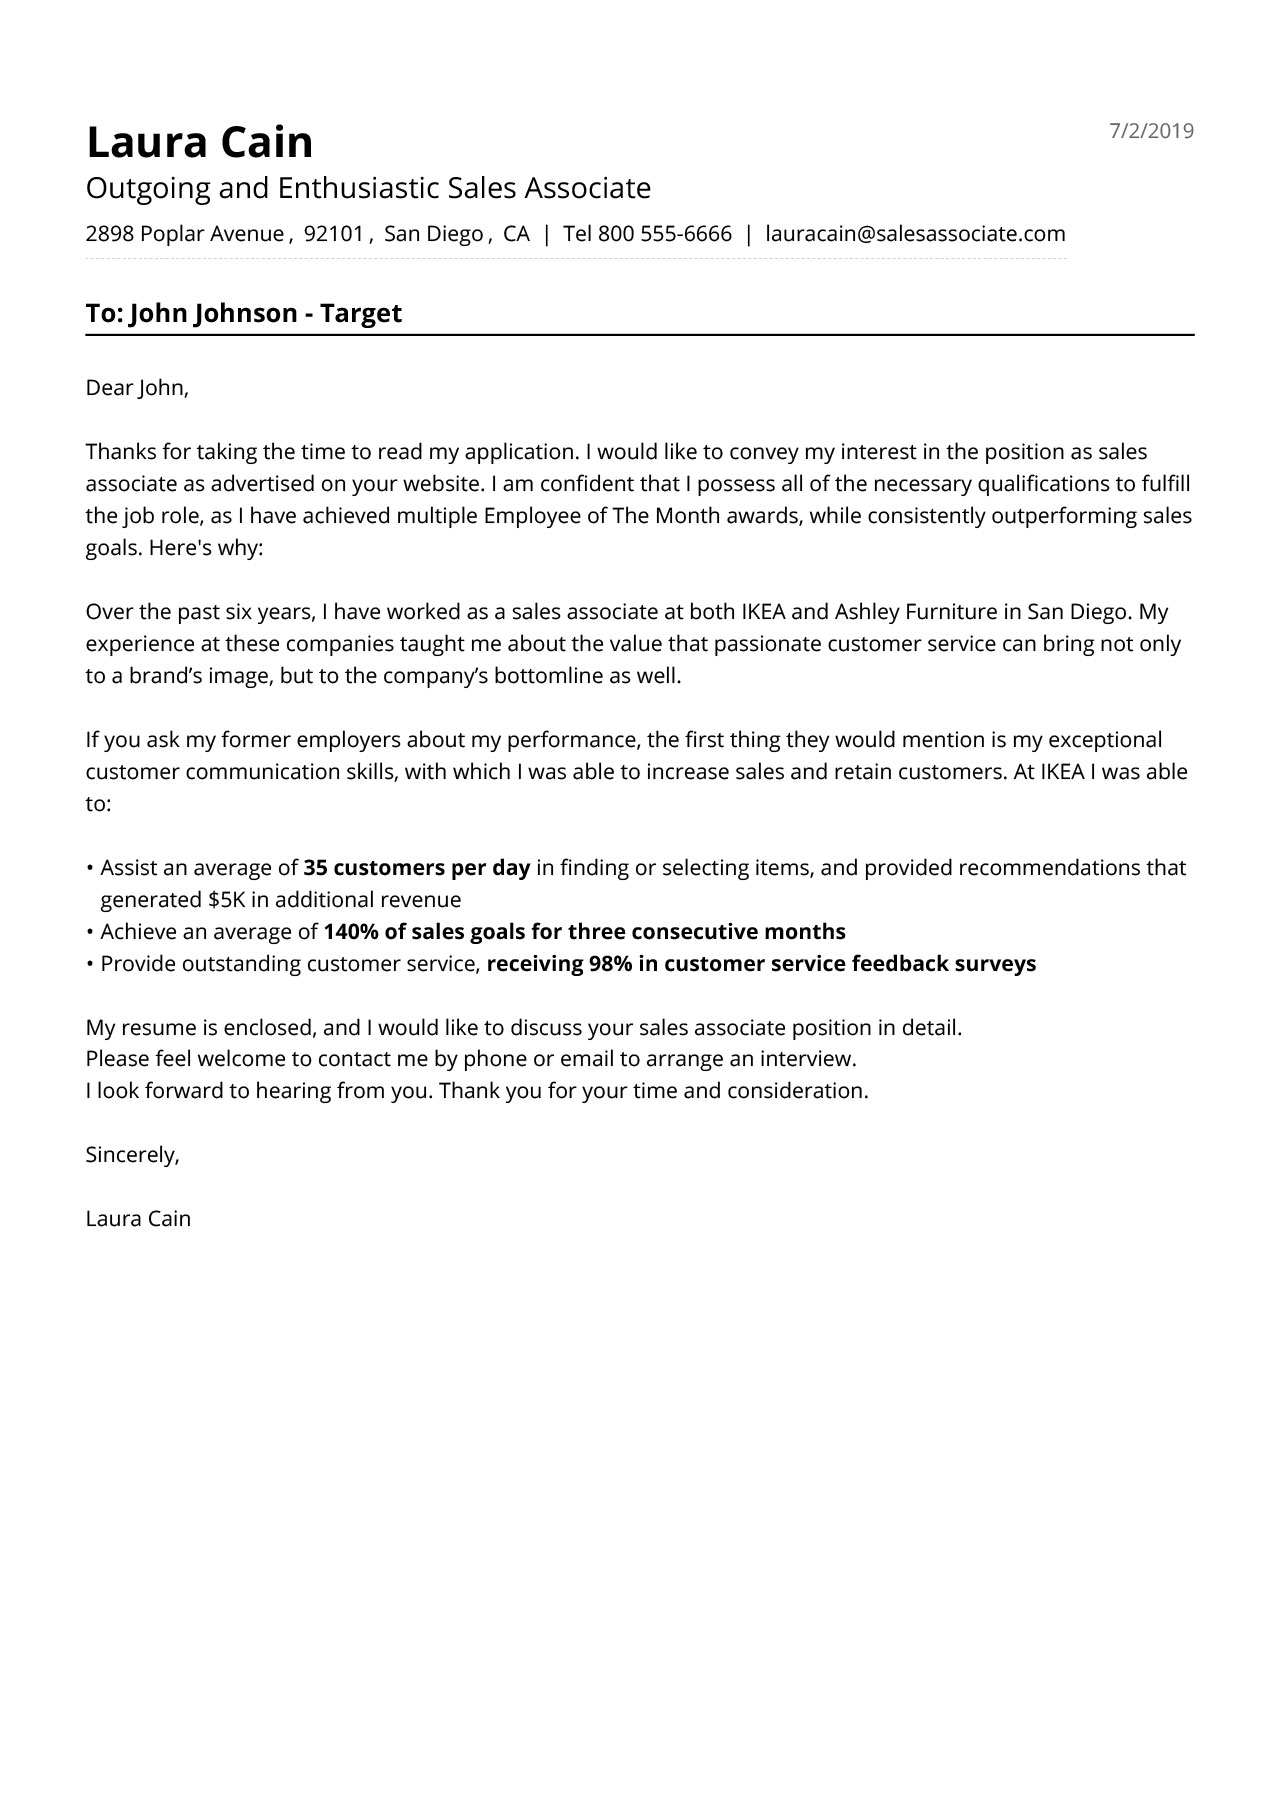 Laura Cain
7/2/2019
Outgoing and Enthusiastic Sales Associate
2898 Poplar Avenue , 92101 , San Diego , CA | Tel 800 555-6666 | lauracain@salesassociate.com
To: John Johnson - Target
Dear John,
Thanks for taking the time to read my application. I would like to convey my interest in the position as sales
associate as advertised on your website. I am confident that I possess all of the necessary qualifications to fulfill
the job role, as I have achieved multiple Employee of The Month awards, while consistently outperforming sales
goals. Here's why:
Over the past six years, I have worked as a sales associate at both IKEA and Ashley Furniture in San Diego. My
experience at these companies taught me about the value that passionate customer service can bring not only
to a brand’s image, but to the company’s bottomline as well.
If you ask my former employers about my performance, the first thing they would mention is my exceptional
customer communication skills, with which I was able to increase sales and retain customers. At IKEA I was able
to:
• Assist an average of 35 customers per day in finding or selecting items, and provided recommendations that
generated $5K in additional revenue
• Achieve an average of 140% of sales goals for three consecutive months
• Provide outstanding customer service, receiving 98% in customer service feedback surveys
My resume is enclosed, and I would like to discuss your sales associate position in detail.
Please feel welcome to contact me by phone or email to arrange an interview.
I look forward to hearing from you. Thank you for your time and consideration.
Sincerely,
Laura Cain